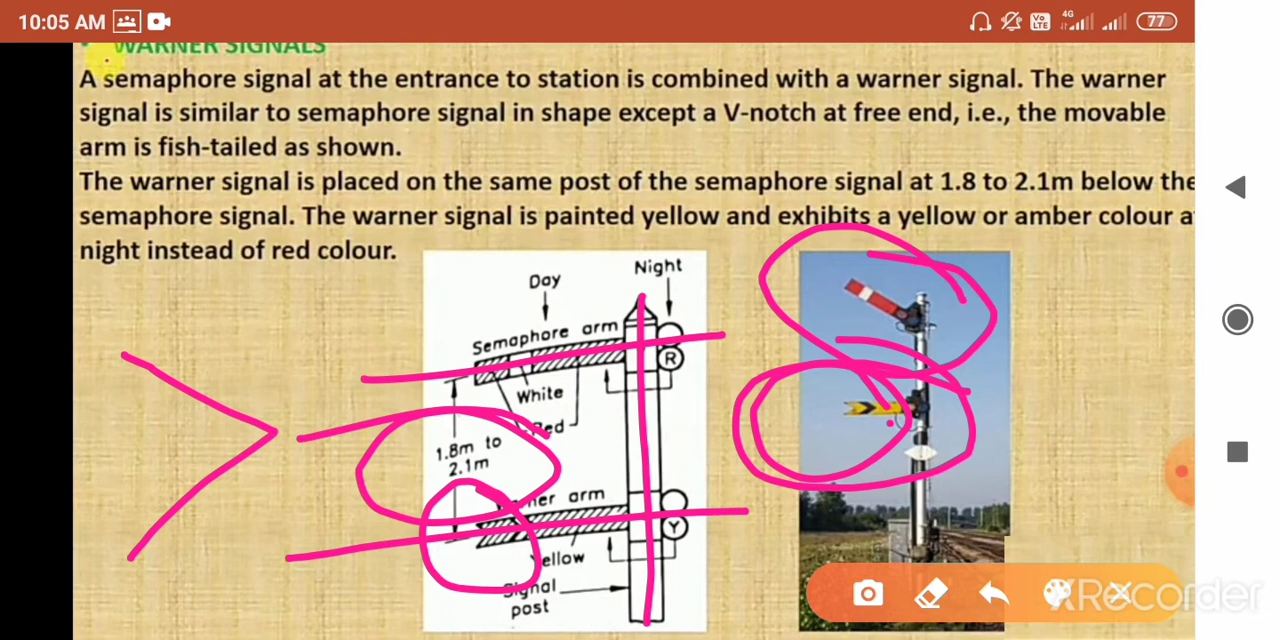 10:05 AM
Vo LTE
4G
77
WARNER SIGNALS
A semaphore signal at the entrance to station is combined with a warner signal. The warner
signal is similar to semaphore signal in shape except a V-notch at free end, i.e., the movable
arm is fish-tailed as shown.
The warner signal is placed on the same post of the semaphore signal at 1.8 to 2.1m below the
semaphore signal. The warner signal is painted yellow and exhibits a yellow or amber colour a
night instead of red colour.
Day
Night
Semaphore arm
R
White
Red
1.8m to
2.1m
arm
Y
Yellow
Signal
post
XRecorder